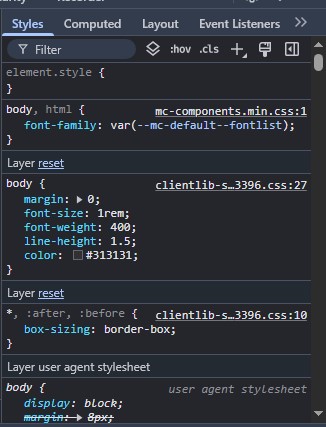 Styles Computed Layout Event Listeners
Filter :hov .cls
element.style {
}
body, html { mc-components.min.css:1
font-family: var(--mc-default--fontlist);
}
Layer reset
body { clientlib-s…3396.css:27
margin: 0;
font-size: 1rem;
font-weight: 400;
line-height: 1.5;
color: #313131;
}
Layer reset
*, :after, :before { clientlib-s…3396.css:10
box-sizing: border-box;
}
Layer user agent stylesheet
body { user agent stylesheet
display: block;
margin: 8px;